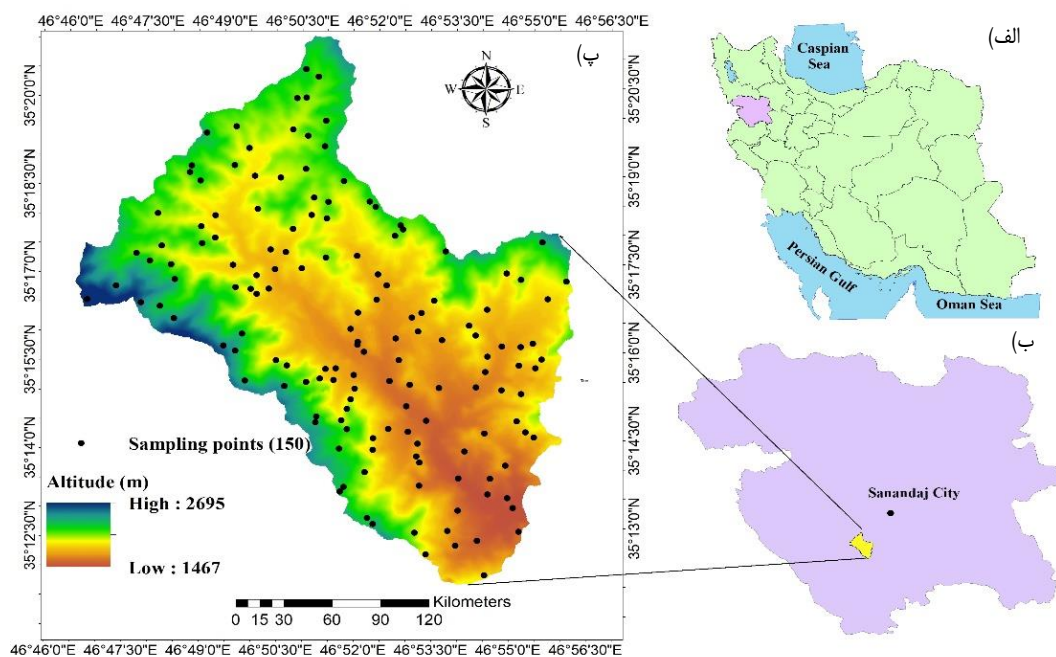 46°46'0"E 46°47'30"E 46°49'0"E 46°50'30"E 46°52'0"E 46°53'30"E 46°55'0"E 46°56'30"E
پ)
N
W E
S
35°20'0"N
35°18'30"N
35°17'0"N
35°15'30"N
35°14'0"N
35°12'20"N
35°20'30"N
35°19'0"N
35°17'30"N
35°16'0"N
35°14'30"N
35°13'0"N
Sampling points (150)
Altitude (m)
High : 2695
Low : 1467
Kilometers
0 15 30 60 90 120
46°46'0"E 46°47'30"E 46°50'30"E 46°52'0"E 46°53'30"E 46°55'0"E 46°56'30"E
الف)
Caspian
Sea
Persian Gulf
Oman Sea
ب)
Sanandaj City